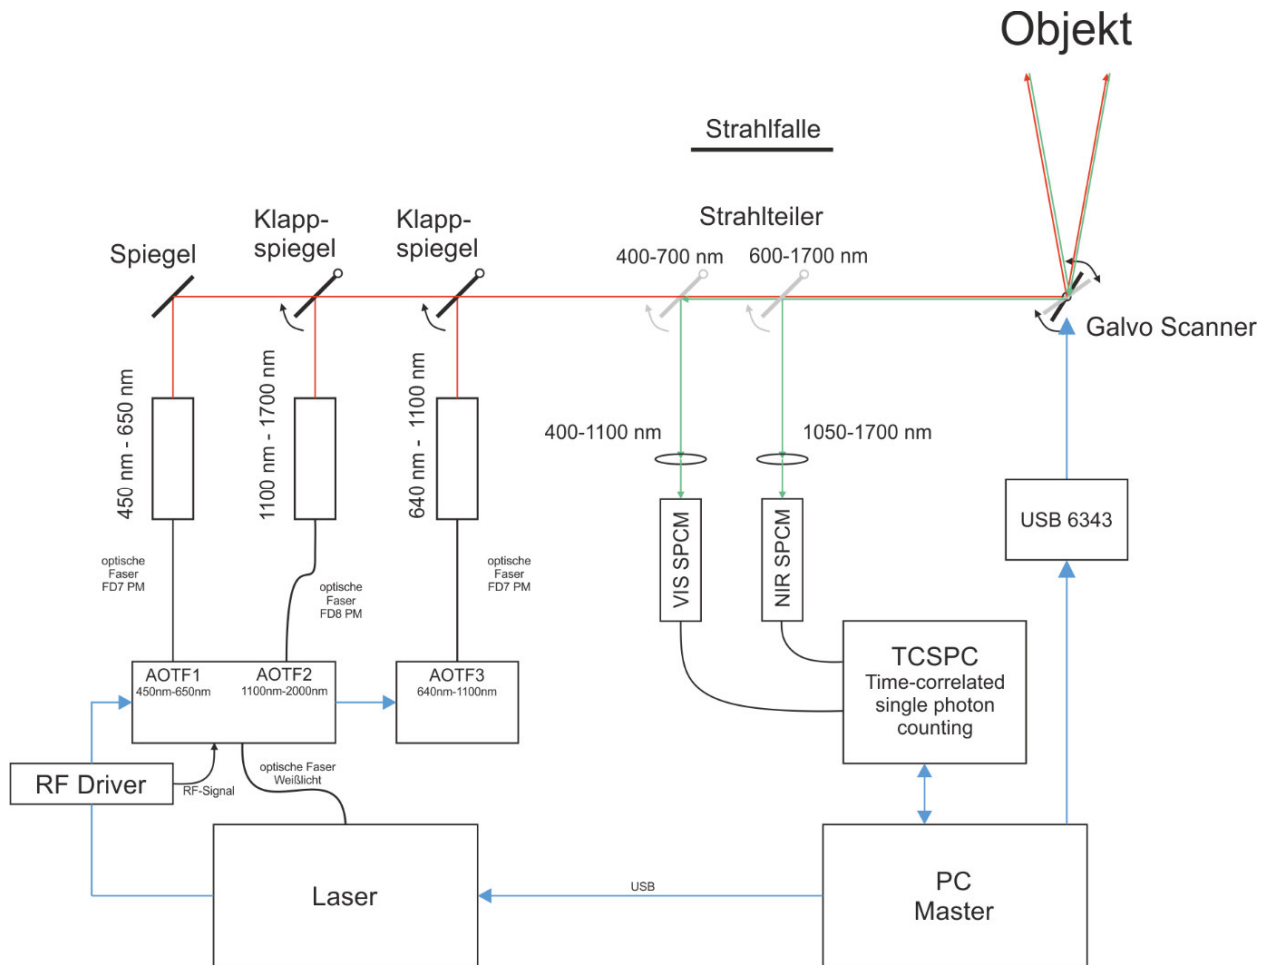 Objekt
Strahlfalle
Strahlteiler
400-700 nm
600-1700 nm
Spiegel
Klapp-
spiegel
Klapp-
spiegel
Galvo Scanner
450 nm - 650 nm
1100 nm - 1700 nm
640 nm - 1100 nm
400-1100 nm
1050-1700 nm
VIS SPCM
NIR SPCM
USB 6343
optische
Faser
FD7 PM
optische
Faser
FD8 PM
optische
Faser
FD7 PM
AOTF1
450nm-650nm
AOTF2
1100nm-2000nm
AOTF3
640nm-1100nm
TCSPC
Time-correlated
single photon
counting
RF Driver
RF-Signal
optische Faser
Weißlicht
Laser
USB
PC
Master